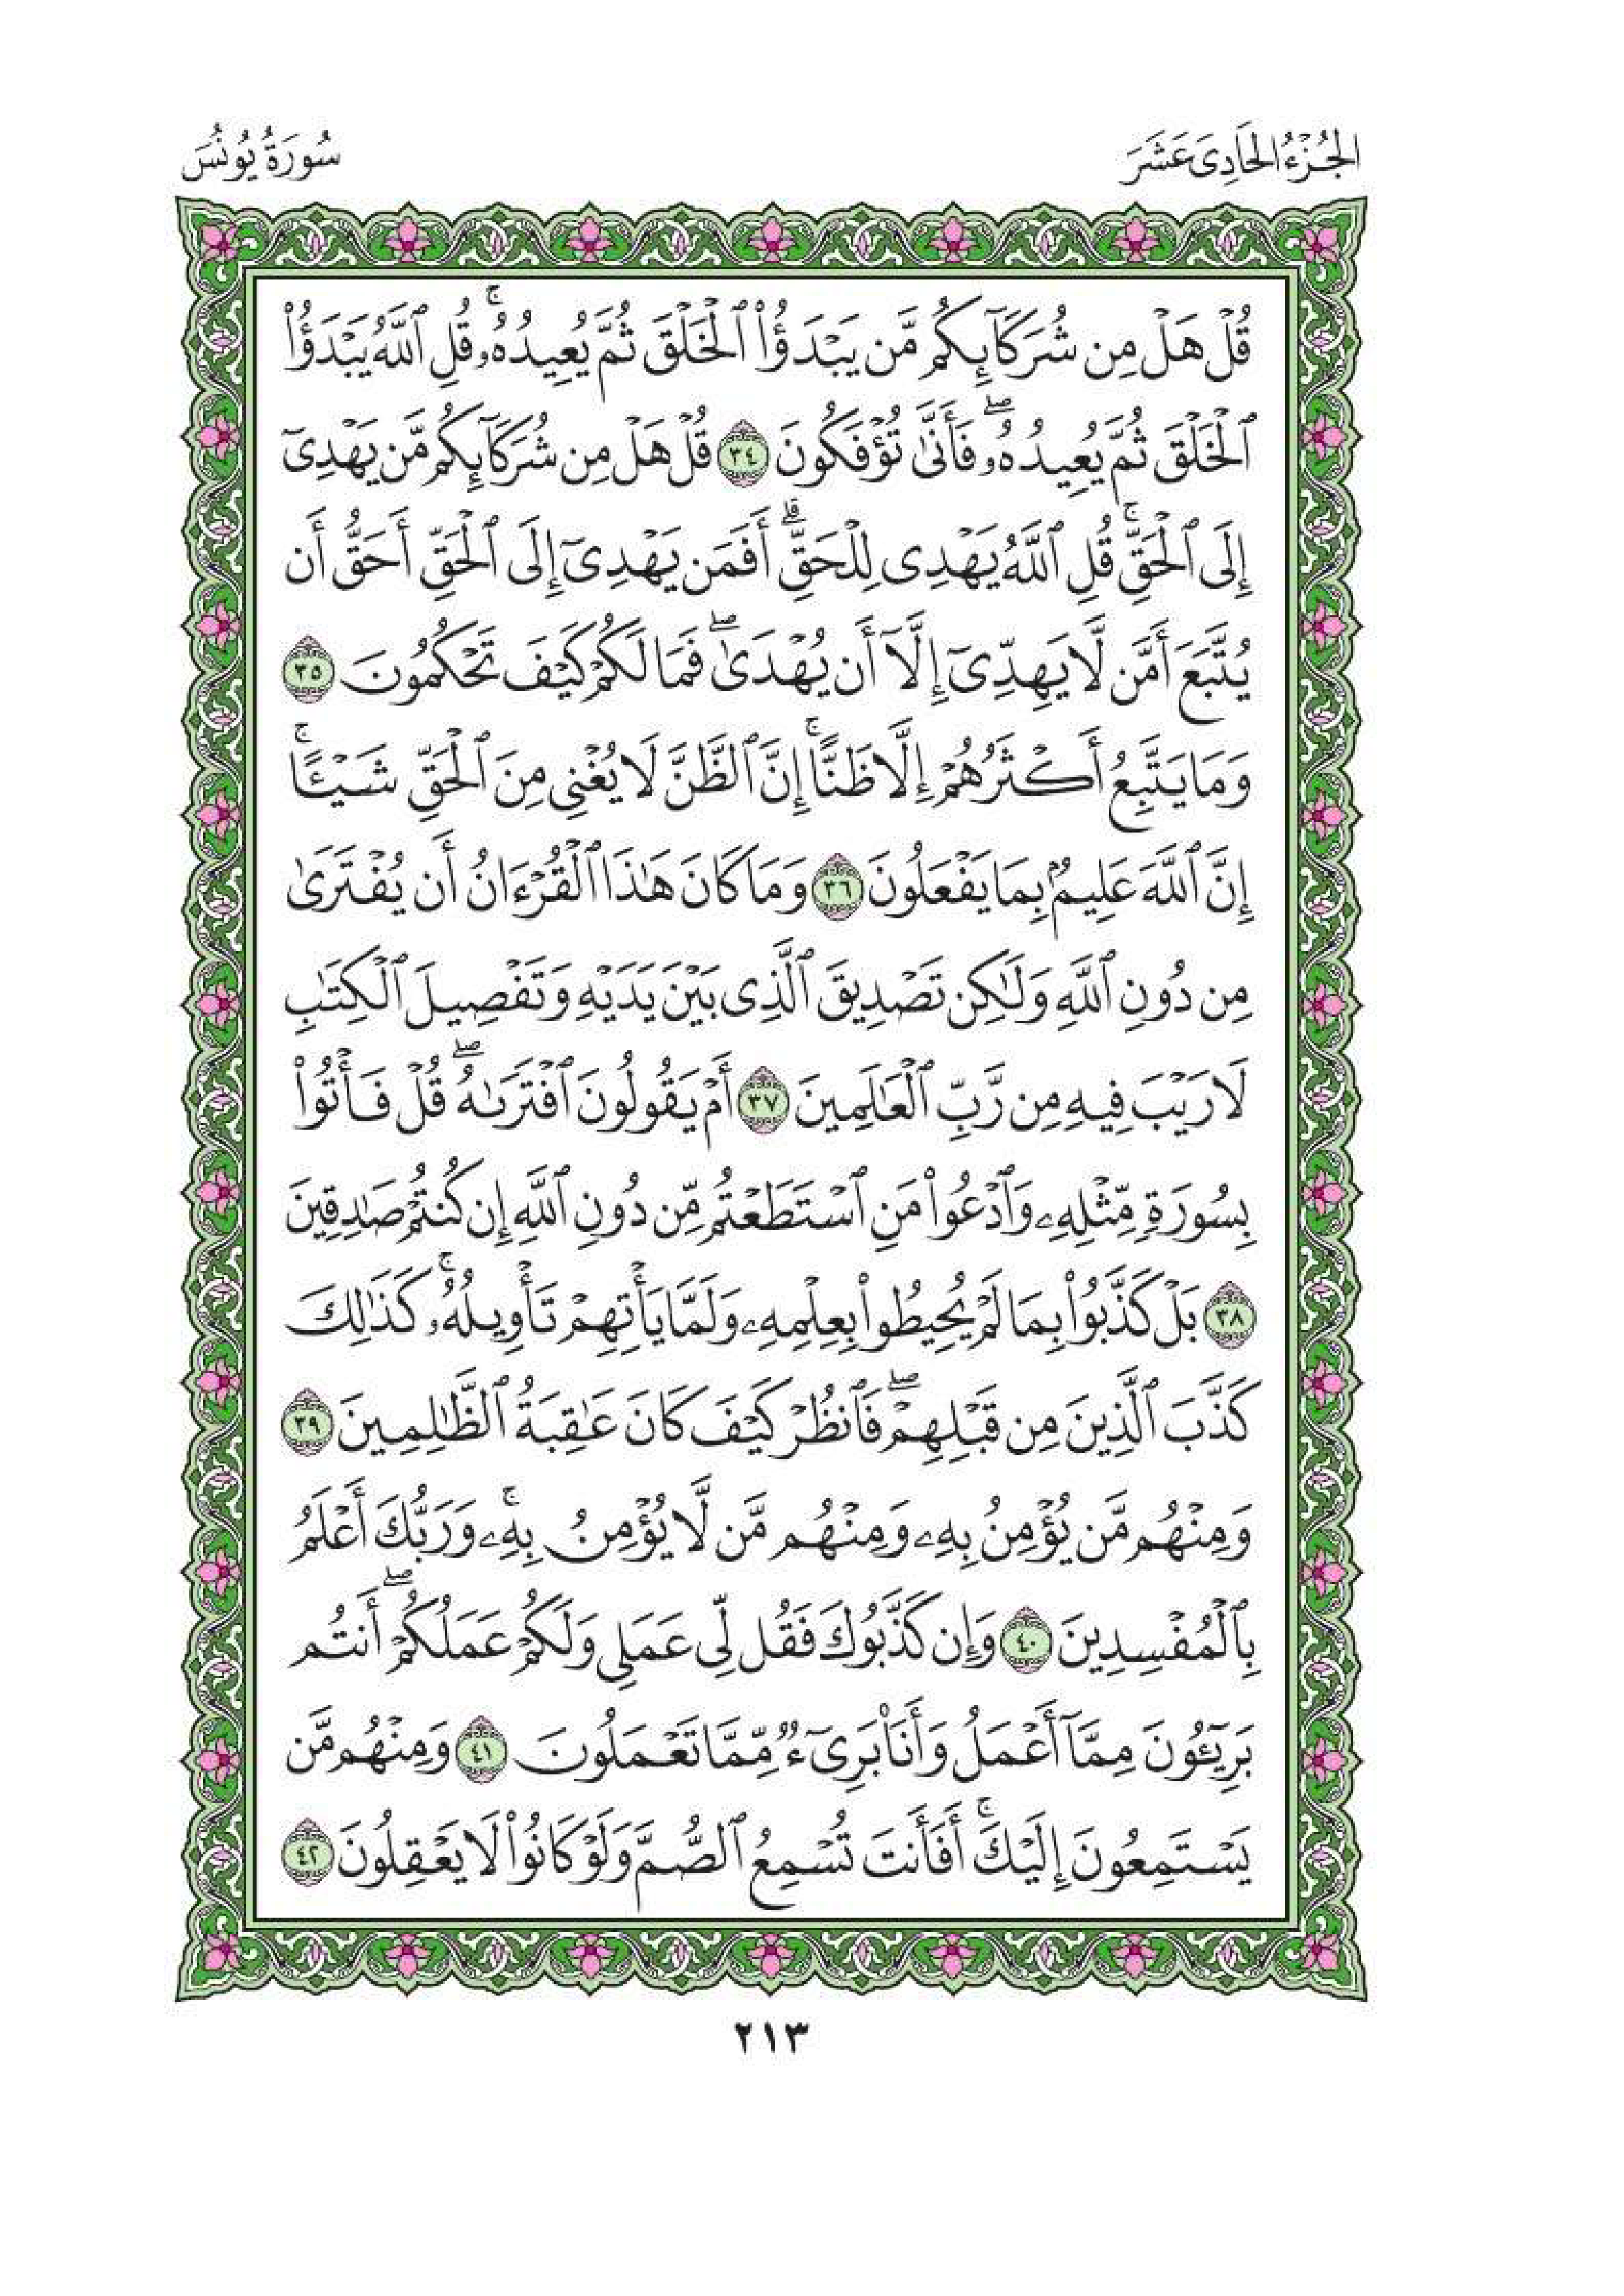 الجُزْءُ الحَادِىَ عَشَرَ
سُورَةُ يُونُسَ
قُلْ هَلْ مِن شُرَكَآئِكُم مَّن يَبْدَؤُا۟ ٱلْخَلْقَ ثُمَّ يُعِيدُهُۥ ۚ قُلِ ٱللَّهُ يَبْدَؤُا۟
ٱلْخَلْقَ ثُمَّ يُعِيدُهُۥ ۖ فَأَنَّىٰ تُؤْفَكُونَ ٣٤ قُلْ هَلْ مِن شُرَكَآئِكُم مَّن يَهْدِىٓ
إِلَى ٱلْحَقِّ ۚ قُلِ ٱللَّهُ يَهْدِى لِلْحَقِّ ۗ أَفَمَن يَهْدِىٓ إِلَى ٱلْحَقِّ أَحَقُّ أَن
يُتَّبَعَ أَمَّن لَّا يَهِدِّىٓ إِلَّآ أَن يُهْدَىٰ ۖ فَمَا لَكُمْ كَيْفَ تَحْكُمُونَ ٣٥
وَمَا يَتَّبِعُ أَكْثَرُهُمْ إِلَّا ظَنًّا ۚ إِنَّ ٱلظَّنَّ لَا يُغْنِى مِنَ ٱلْحَقِّ شَيْـًٔا ۚ
إِنَّ ٱللَّهَ عَلِيمٌۢ بِمَا يَفْعَلُونَ ٣٦ وَمَا كَانَ هَـٰذَا ٱلْقُرْءَانُ أَن يُفْتَرَىٰ
مِن دُونِ ٱللَّهِ وَلَـٰكِن تَصْدِيقَ ٱلَّذِى بَيْنَ يَدَيْهِ وَتَفْصِيلَ ٱلْكِتَـٰبِ
لَا رَيْبَ فِيهِ مِن رَّبِّ ٱلْعَـٰلَمِينَ ٣٧ أَمْ يَقُولُونَ ٱفْتَرَىٰهُ ۖ قُلْ فَأْتُوا۟
بِسُورَةٍ مِّثْلِهِۦ وَٱدْعُوا۟ مَنِ ٱسْتَطَعْتُم مِّن دُونِ ٱللَّهِ إِن كُنتُمْ صَـٰدِقِينَ
٣٨ بَلْ كَذَّبُوا۟ بِمَا لَمْ يُحِيطُوا۟ بِعِلْمِهِۦ وَلَمَّا يَأْتِهِمْ تَأْوِيلُهُۥ ۚ كَذَٰلِكَ
كَذَّبَ ٱلَّذِينَ مِن قَبْلِهِمْ ۖ فَٱنظُرْ كَيْفَ كَانَ عَـٰقِبَةُ ٱلظَّـٰلِمِينَ ٣٩
وَمِنْهُم مَّن يُؤْمِنُ بِهِۦ وَمِنْهُم مَّن لَّا يُؤْمِنُ بِهِۦ ۚ وَرَبُّكَ أَعْلَمُ
بِٱلْمُفْسِدِينَ ٤٠ وَإِن كَذَّبُوكَ فَقُل لِّى عَمَلِى وَلَكُمْ عَمَلُكُمْ ۖ أَنتُم
بَرِيٓـُٔونَ مِمَّآ أَعْمَلُ وَأَنَا۠ بَرِىٓءٌ مِّمَّا تَعْمَلُونَ ٤١ وَمِنْهُم مَّن
يَسْتَمِعُونَ إِلَيْكَ ۚ أَفَأَنتَ تُسْمِعُ ٱلصُّمَّ وَلَوْ كَانُوا۟ لَا يَعْقِلُونَ ٤٢
٢١٣